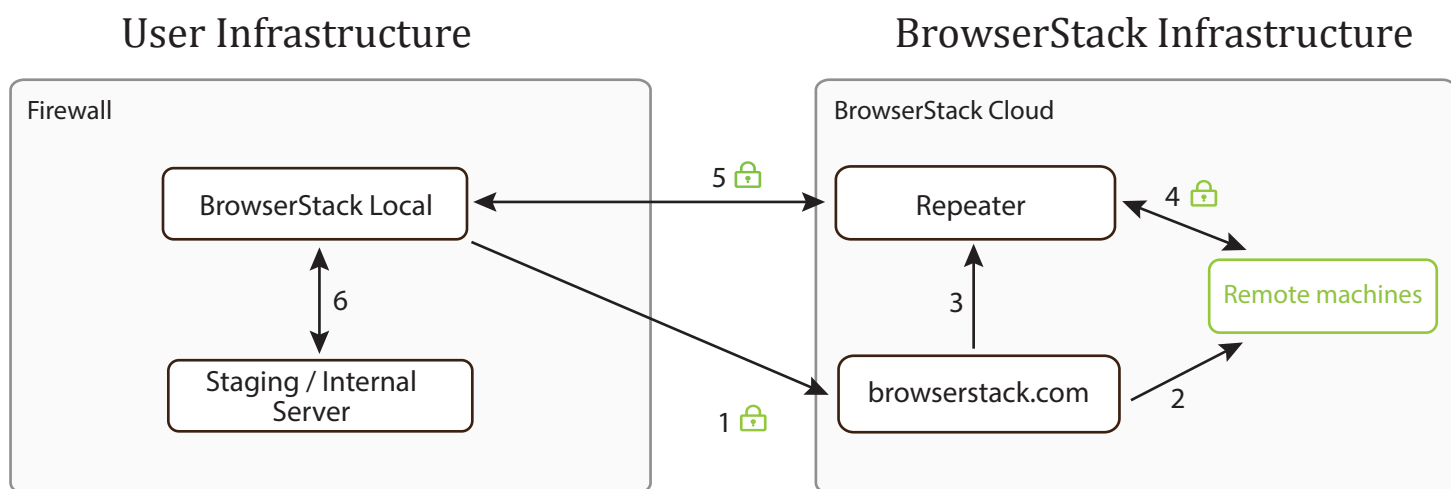 User Infrastructure
BrowserStack Infrastructure
Firewall
BrowserStack Cloud
5
4
BrowserStack Local
Repeater
6
3
Remote machines
Staging / Internal
Server
browserstack.com
2
1